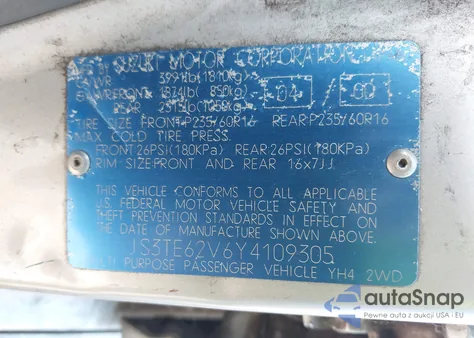 SUZUKI MOTOR CORPORATION
GVWR 3991lb(1810kg) 04/00
GAWR FRONT 1874lb( 850kg)
REAR
TIRE SIZE FRONT:P235/60R16 REAR:P235/60R16
MAX COLD TIRE PRESS.
FRONT:26PSI(180KPa) REAR:26PSI(180KPa)
RIM SIZE FRONT AND REAR 16x7JJ
THIS VEHICLE CONFORMS TO ALL APPLICABLE
U.S. FEDERAL MOTOR VEHICLE SAFETY AND
THEFT PREVENTION STANDARDS IN EFFECT ON
THE DATE OF MANUFACTURE SHOWN ABOVE.
JS3TE62V6Y4109305
MULTI PURPOSE PASSENGER VEHICLE YH4 2WD
autoSnap
Pewne auta z aukcji USA i EU